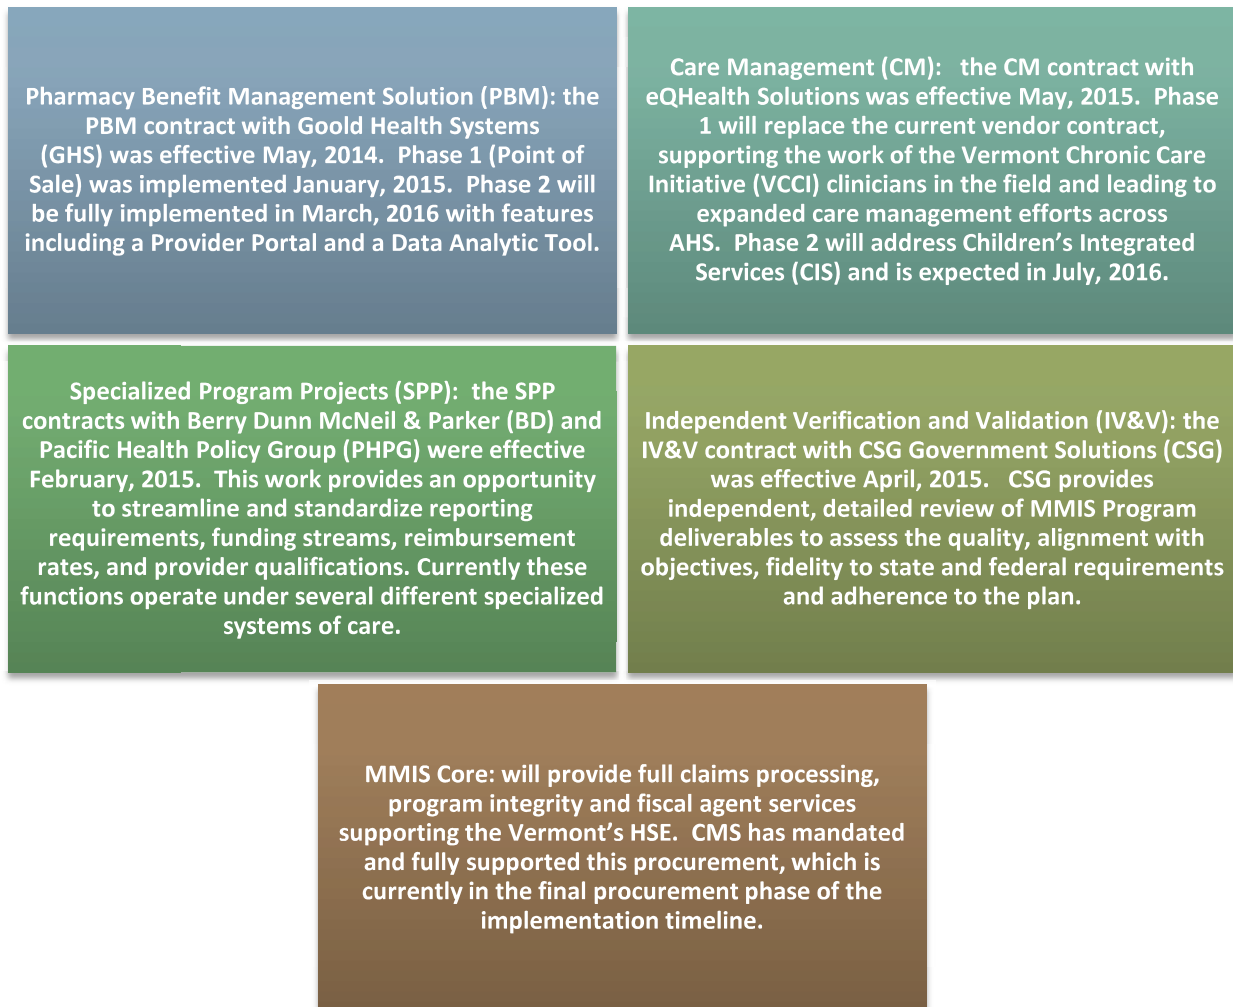 Pharmacy Benefit Management Solution (PBM): the
PBM contract with Goold Health Systems
(GHS) was effective May, 2014.  Phase 1 (Point of
Sale) was implemented January, 2015.  Phase 2 will
be fully implemented in March, 2016 with features
including a Provider Portal and a Data Analytic Tool.
Care Management (CM):   the CM contract with
eQHealth Solutions was effective May, 2015.  Phase
1 will replace the current vendor contract,
supporting the work of the Vermont Chronic Care
Initiative (VCCI) clinicians in the field and leading to
expanded care management efforts across
AHS.  Phase 2 will address Children’s Integrated
Services (CIS) and is expected in July, 2016.
Specialized Program Projects (SPP):  the SPP
contracts with Berry Dunn McNeil & Parker (BD) and
Pacific Health Policy Group (PHPG) were effective
February, 2015.  This work provides an opportunity
to streamline and standardize reporting
requirements, funding streams, reimbursement
rates, and provider qualifications. Currently these
functions operate under several different specialized
systems of care.
Independent Verification and Validation (IV&V): the
IV&V contract with CSG Government Solutions (CSG)
was effective April, 2015.   CSG provides
independent, detailed review of MMIS Program
deliverables to assess the quality, alignment with
objectives, fidelity to state and federal requirements
and adherence to the plan.
MMIS Core: will provide full claims processing,
program integrity and fiscal agent services
supporting the Vermont’s HSE.  CMS has mandated
and fully supported this procurement, which is
currently in the final procurement phase of the
implementation timeline.